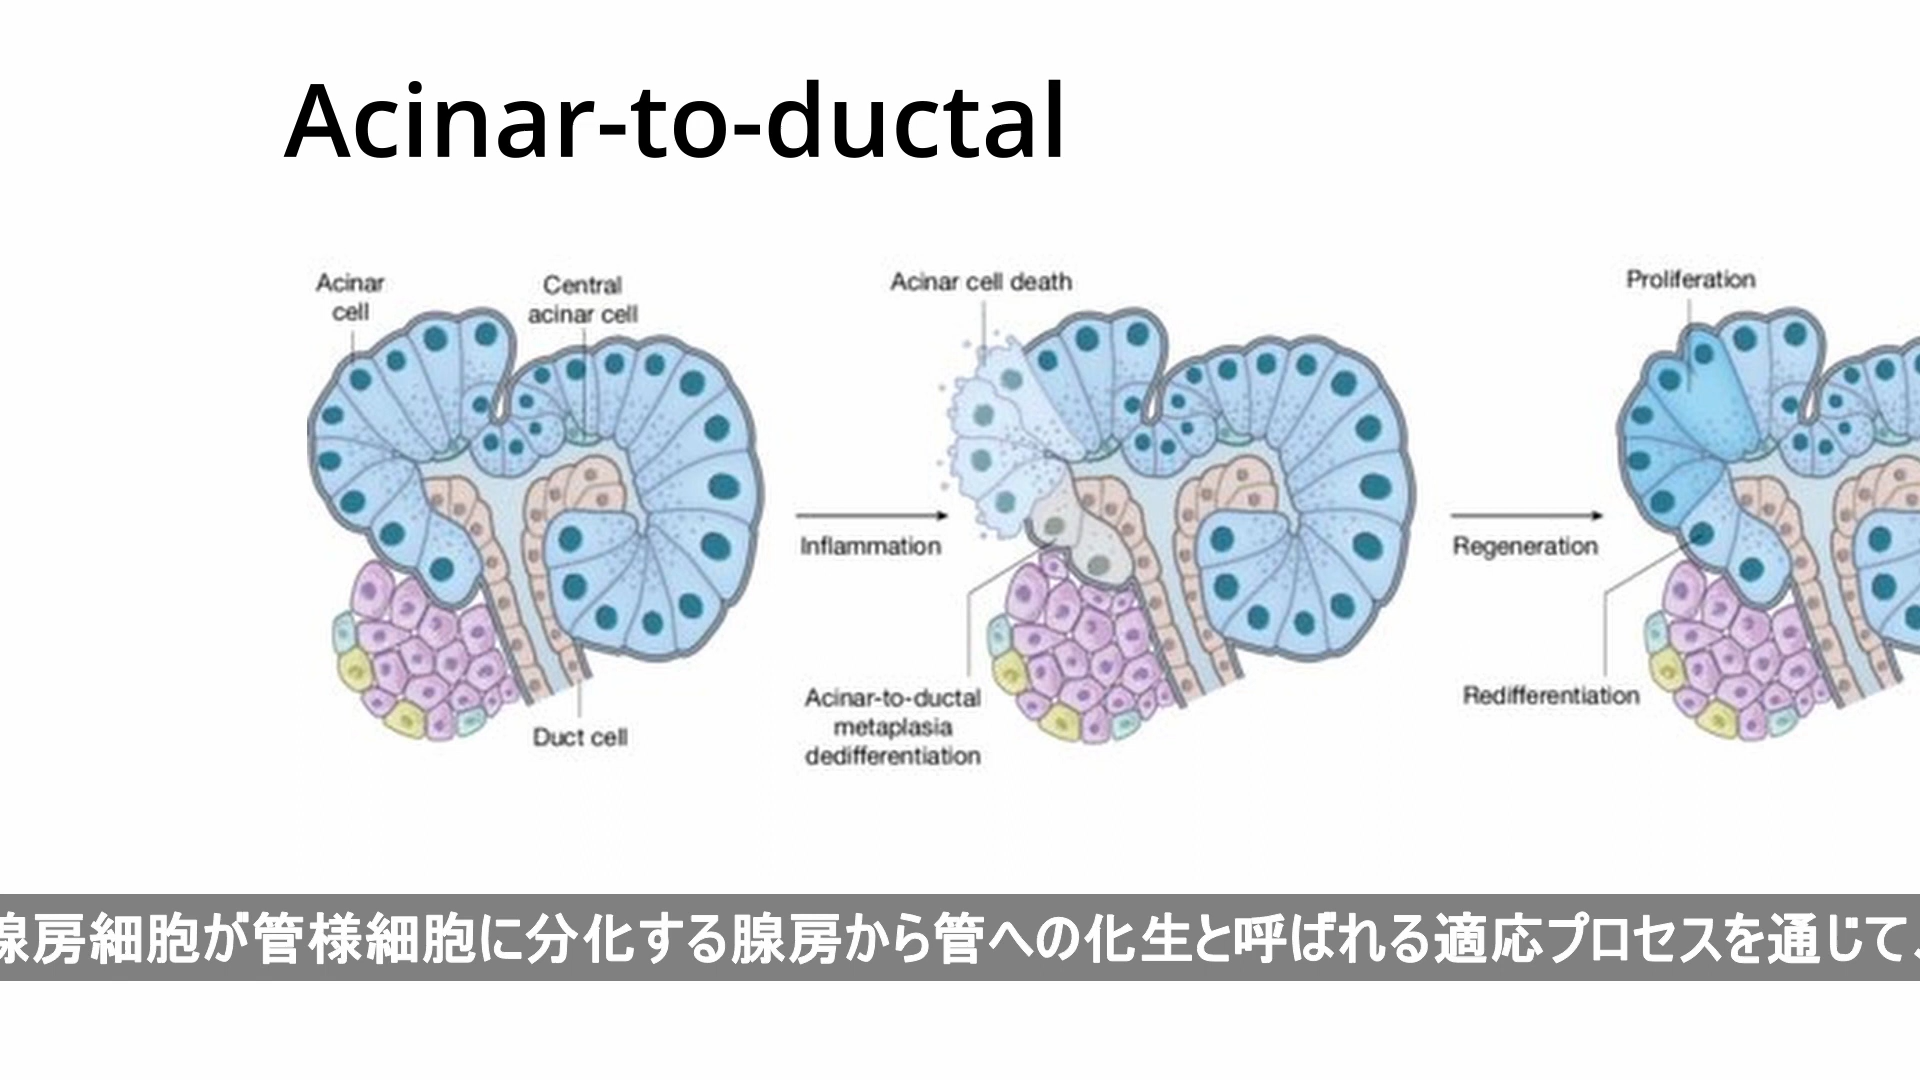 Acinar-to-ductal
Acinar
cell
Central
acinar cell
Duct cell
Inflammation
Acinar cell death
Acinar-to-ductal
metaplasia
dedifferentiation
Regeneration
Proliferation
Redifferentiation
腺房細胞が管様細胞に分化する腺房から管への化生と呼ばれる適応プロセスを通じて、